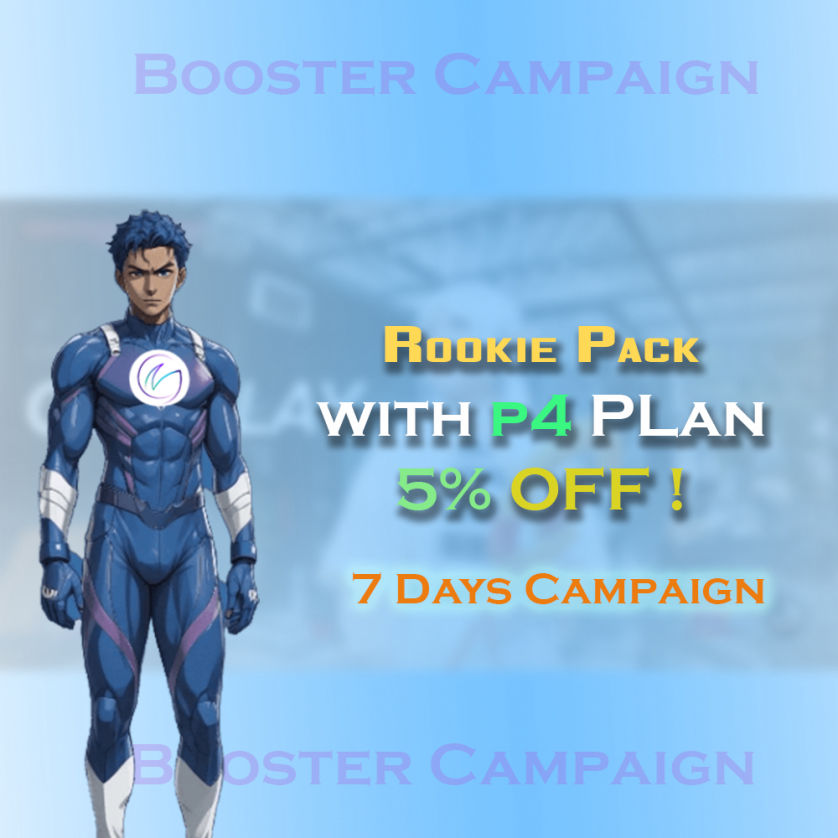 Booster Campaign
Rookie Pack
with p4 PLan
5% OFF !
7 Days Campaign
Booster Campaign